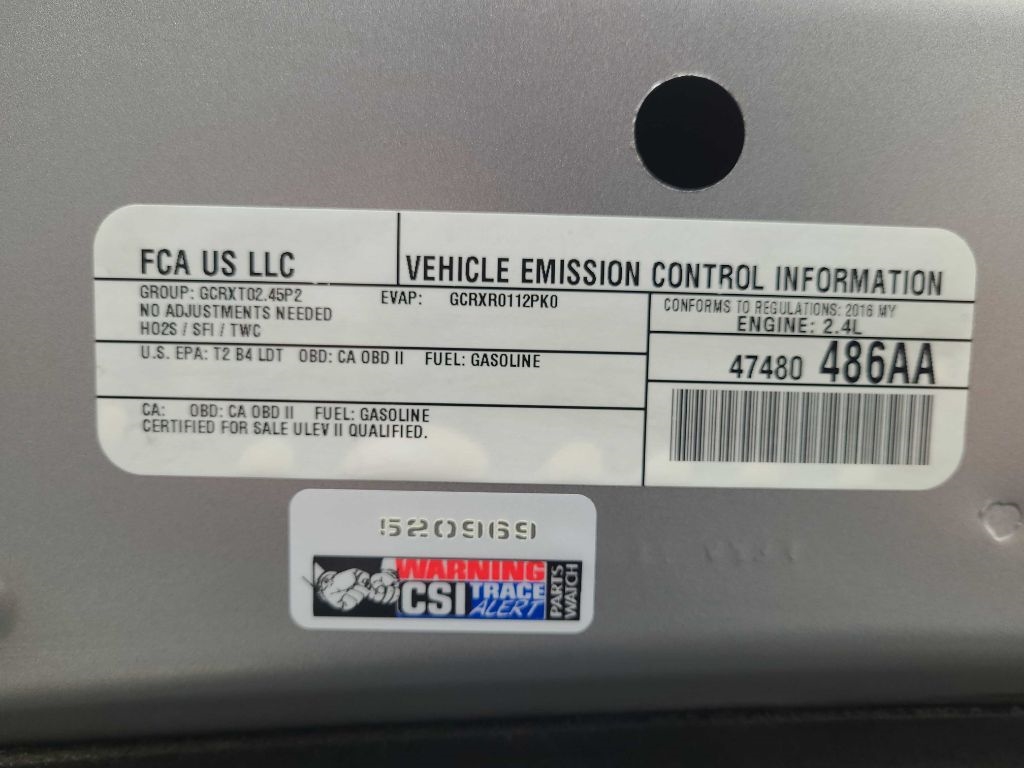 FCA US LLC
VEHICLE EMISSION CONTROL INFORMATION
GROUP: GCRXT02.45P2 EVAP: GCRXR0112PK0
NO ADJUSTMENTS NEEDED
HO2S / SFI / TWC
CONFORMS TO REGULATIONS: 2016 MY
ENGINE: 2.4L
U.S. EPA: T2 B4 LDT OBD: CA OBD II FUEL: GASOLINE
47480 486AA
CA: OBD: CA OBD II FUEL: GASOLINE
CERTIFIED FOR SALE ULEV II QUALIFIED.
520969
WARNING
CSI TRACE
ALERT
PARTS
WATCH